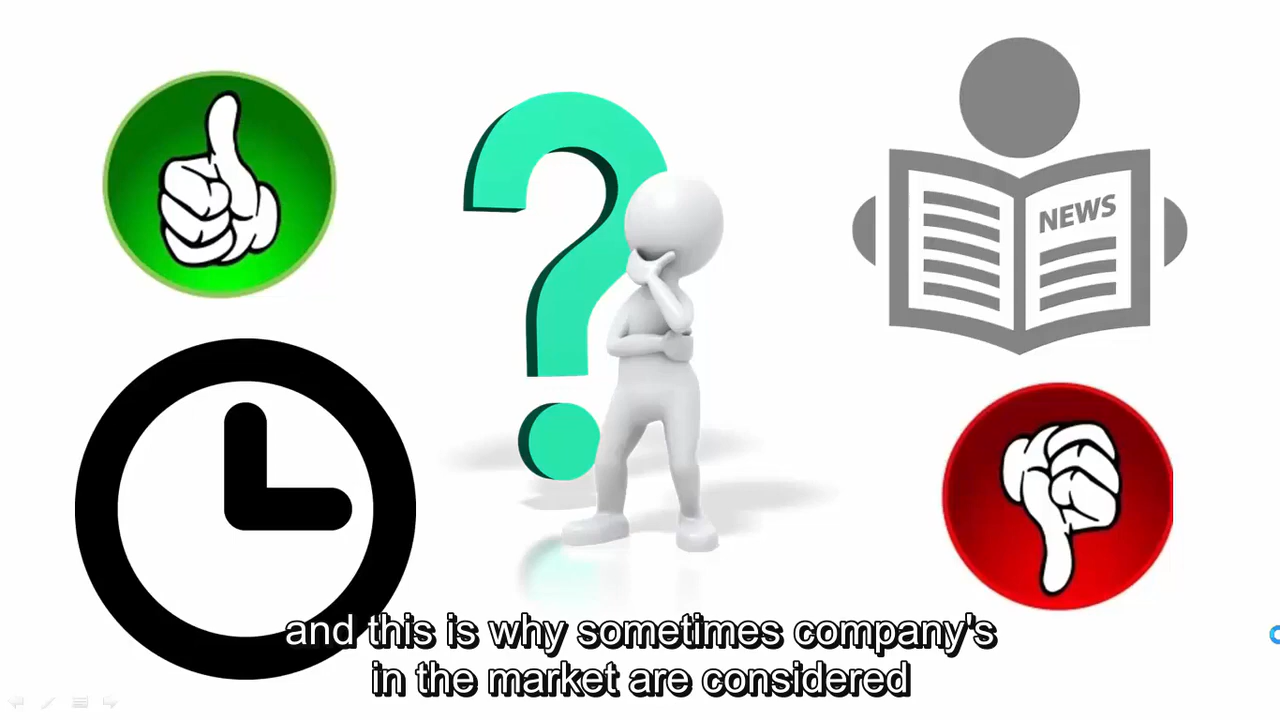 NEWS
and this is why sometimes company's
in the market are considered